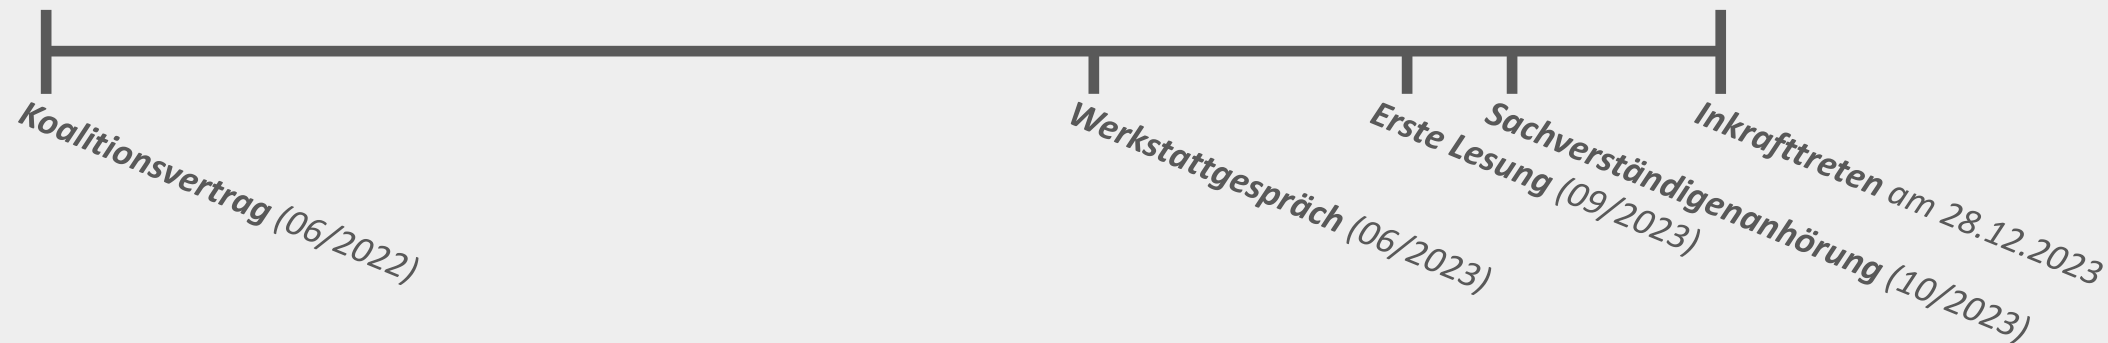 Koalitionsvertrag (06/2022)
Werkstattgespräch (06/2023)
Erste Lesung (09/2023)
Sachverständigenanhörung (10/2023)
Inkrafttreten am 28.12.2023